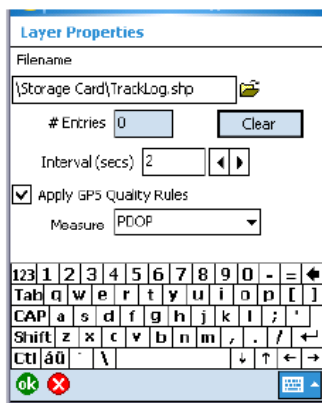 Layer Properties
Filename
\Storage Card\TrackLog.shp
# Entries 0 Clear
Interval (secs) 2
Apply GPS Quality Rules
Measure PDOP
123 1 2 3 4 5 6 7 8 9 0 - =
Tab q w e r t y u i o p [ ]
CAP a s d f g h j k l ; '
Shift z x c v b n m , . /
Ctl áü ` \
ok